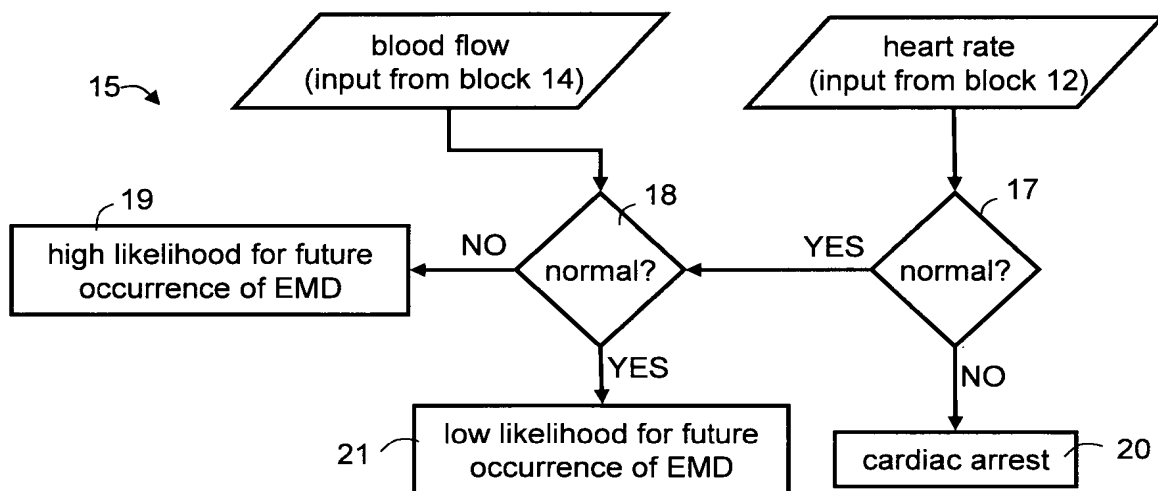 blood flow
(input from block 14)
heart rate
(input from block 12)
15
19
18
17
high likelihood for future
occurrence of EMD
NO
normal?
YES
normal?
YES
NO
21
low likelihood for future
occurrence of EMD
cardiac arrest
20